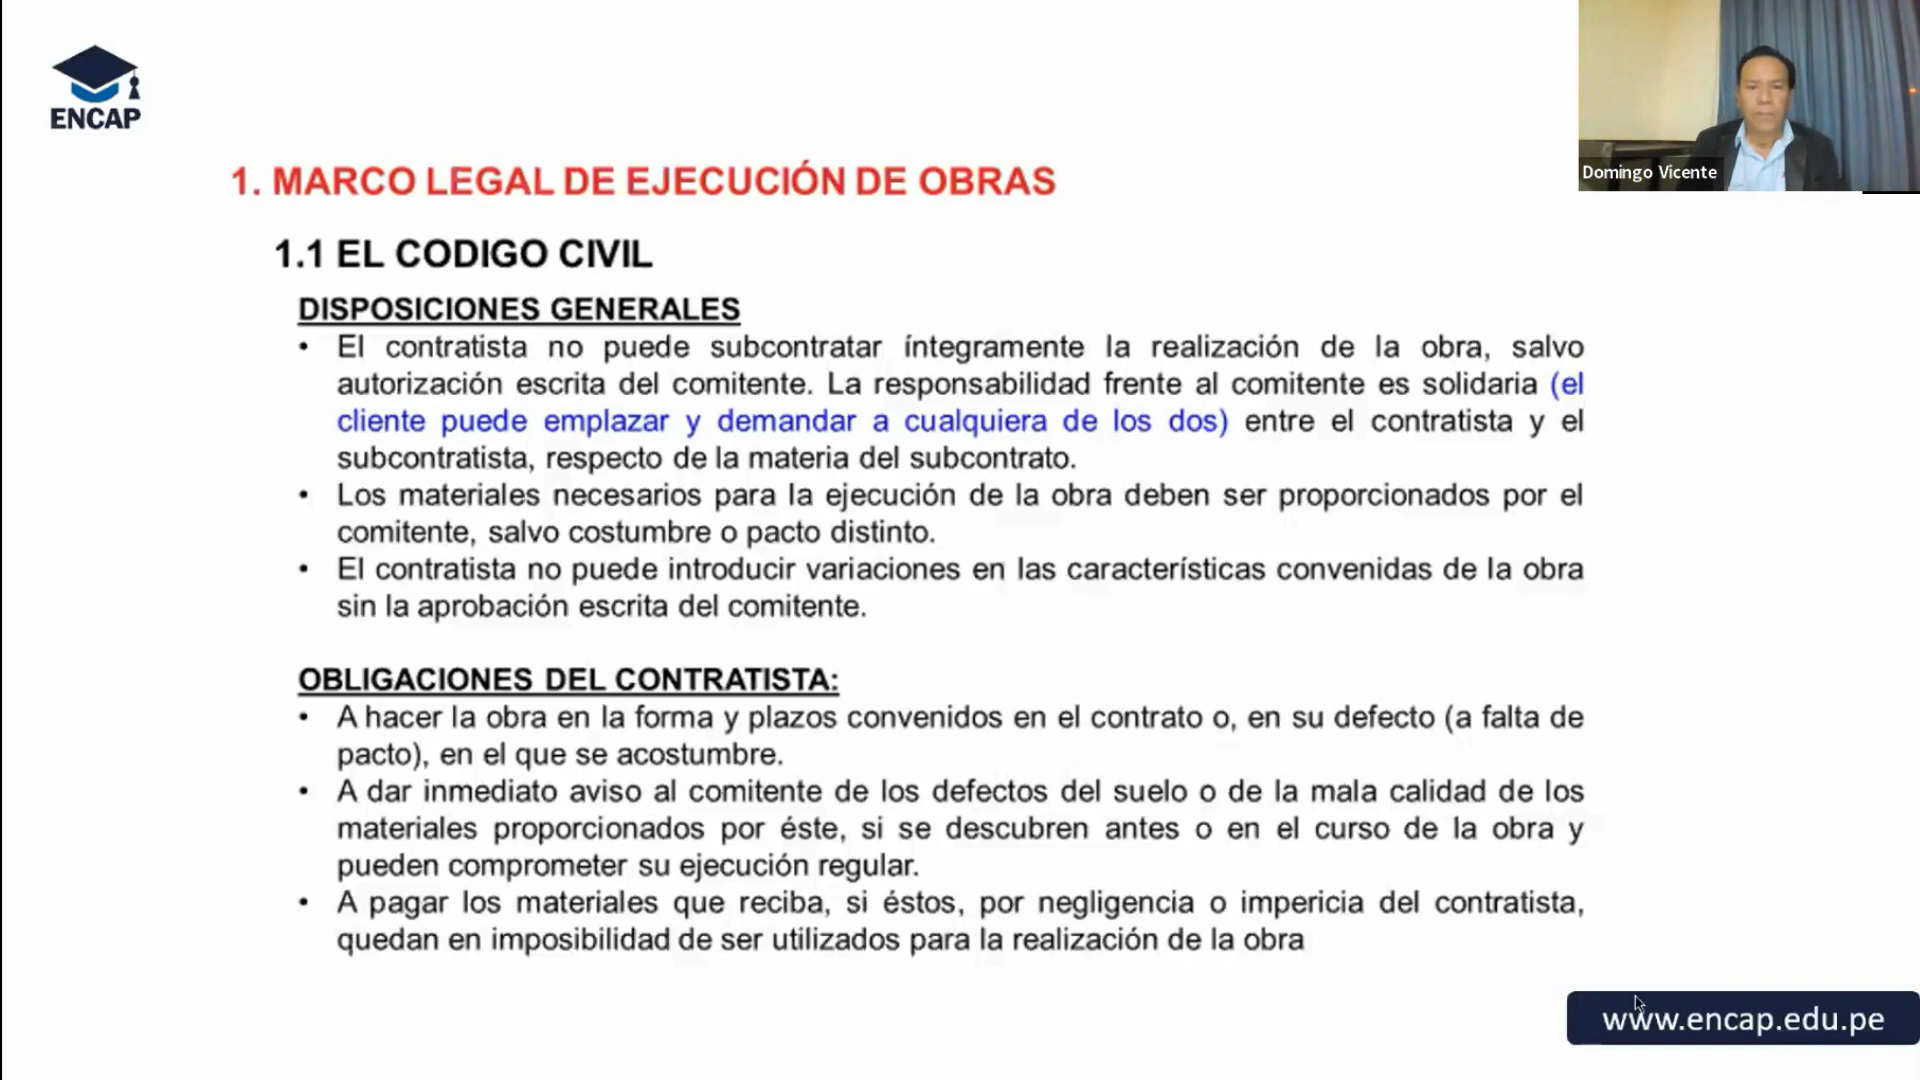 ENCAP
Domingo Vicente
1. MARCO LEGAL DE EJECUCIÓN DE OBRAS
1.1 EL CODIGO CIVIL
DISPOSICIONES GENERALES
• El contratista no puede subcontratar íntegramente la realización de la obra, salvo
autorización escrita del comitente. La responsabilidad frente al comitente es solidaria (el
cliente puede emplazar y demandar a cualquiera de los dos) entre el contratista y el
subcontratista, respecto de la materia del subcontrato.
• Los materiales necesarios para la ejecución de la obra deben ser proporcionados por el
comitente, salvo costumbre o pacto distinto.
• El contratista no puede introducir variaciones en las características convenidas de la obra
sin la aprobación escrita del comitente.
OBLIGACIONES DEL CONTRATISTA:
• A hacer la obra en la forma y plazos convenidos en el contrato o, en su defecto (a falta de
pacto), en el que se acostumbre.
• A dar inmediato aviso al comitente de los defectos del suelo o de la mala calidad de los
materiales proporcionados por éste, si se descubren antes o en el curso de la obra y
pueden comprometer su ejecución regular.
• A pagar los materiales que reciba, si éstos, por negligencia o impericia del contratista,
quedan en imposibilidad de ser utilizados para la realización de la obra
www.encap.edu.pe